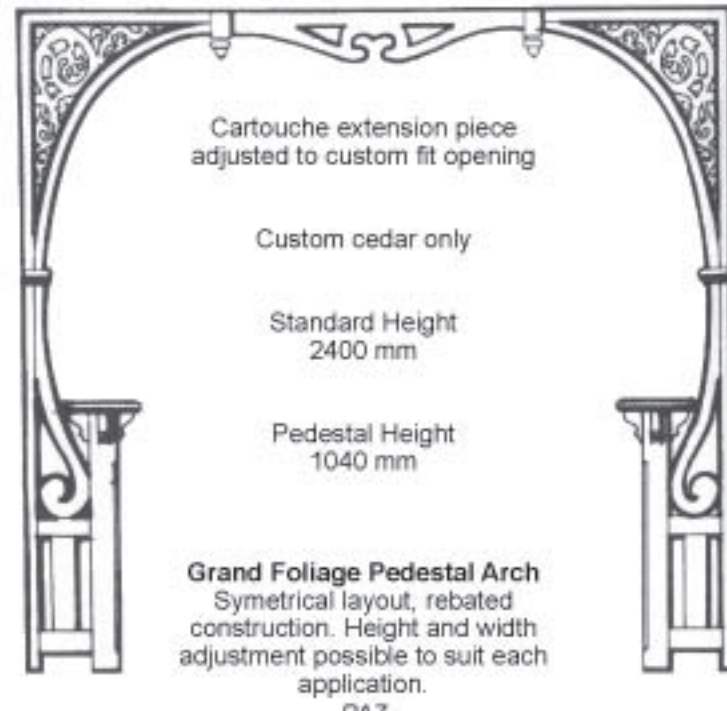 Cartouche extension piece
adjusted to custom fit opening
Custom cedar only
Standard Height
2400 mm
Pedestal Height
1040 mm
Grand Foliage Pedestal Arch
Symetrical layout, rebated
construction. Height and width
adjustment possible to suit each
application.